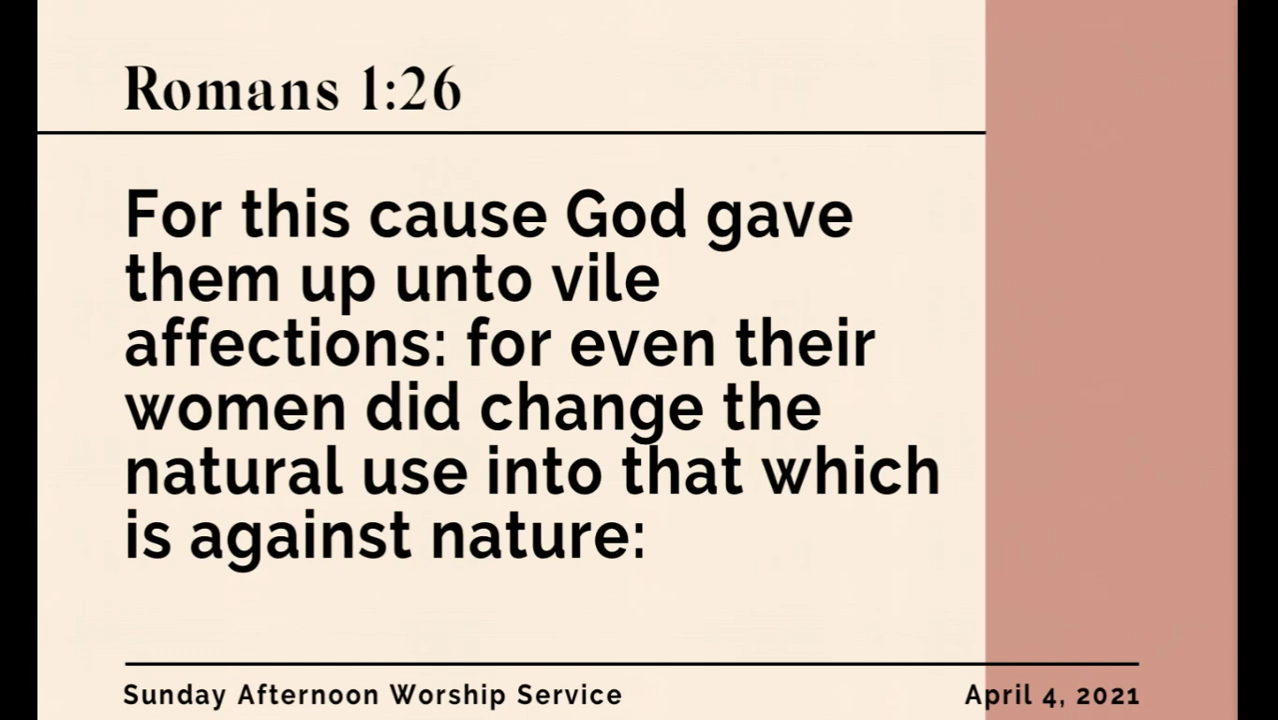 Romans 1:26
For this cause God gave
them up unto vile
affections: for even their
women did change the
natural use into that which
is against nature:
Sunday Afternoon Worship Service
April 4, 2021